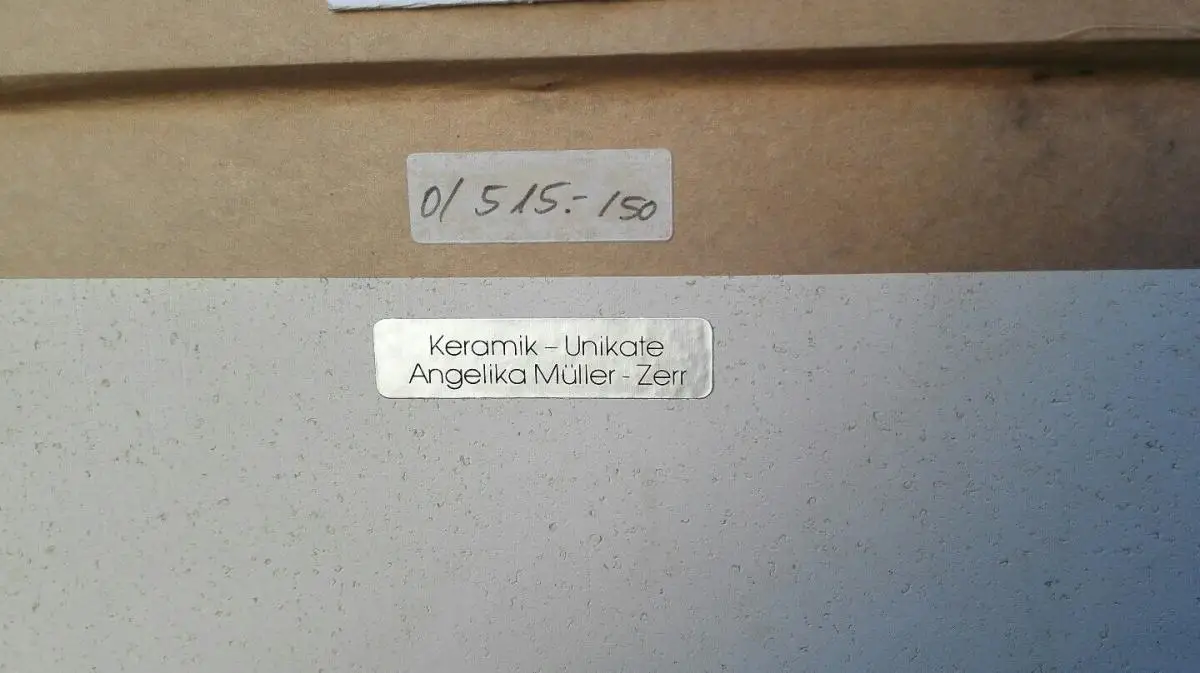 0/ 515.- 150
Keramik – Unikate
Angelika Müller - Zerr